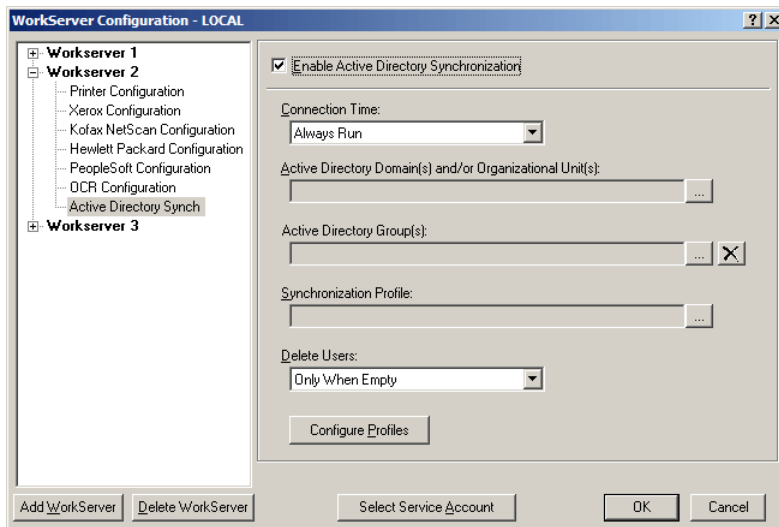 WorkServer Configuration - LOCAL
Workserver 1
Workserver 2
Printer Configuration
Xerox Configuration
Kofax NetScan Configuration
Hewlett Packard Configuration
PeopleSoft Configuration
OCR Configuration
Active Directory Synch
Workserver 3
Enable Active Directory Synchronization
Connection Time:
Always Run
Active Directory Domain(s) and/or Organizational Unit(s):
...
Active Directory Group(s):
...
Synchronization Profile:
...
Delete Users:
Only When Empty
Configure Profiles
Add WorkServer
Delete WorkServer
Select Service Account
OK
Cancel